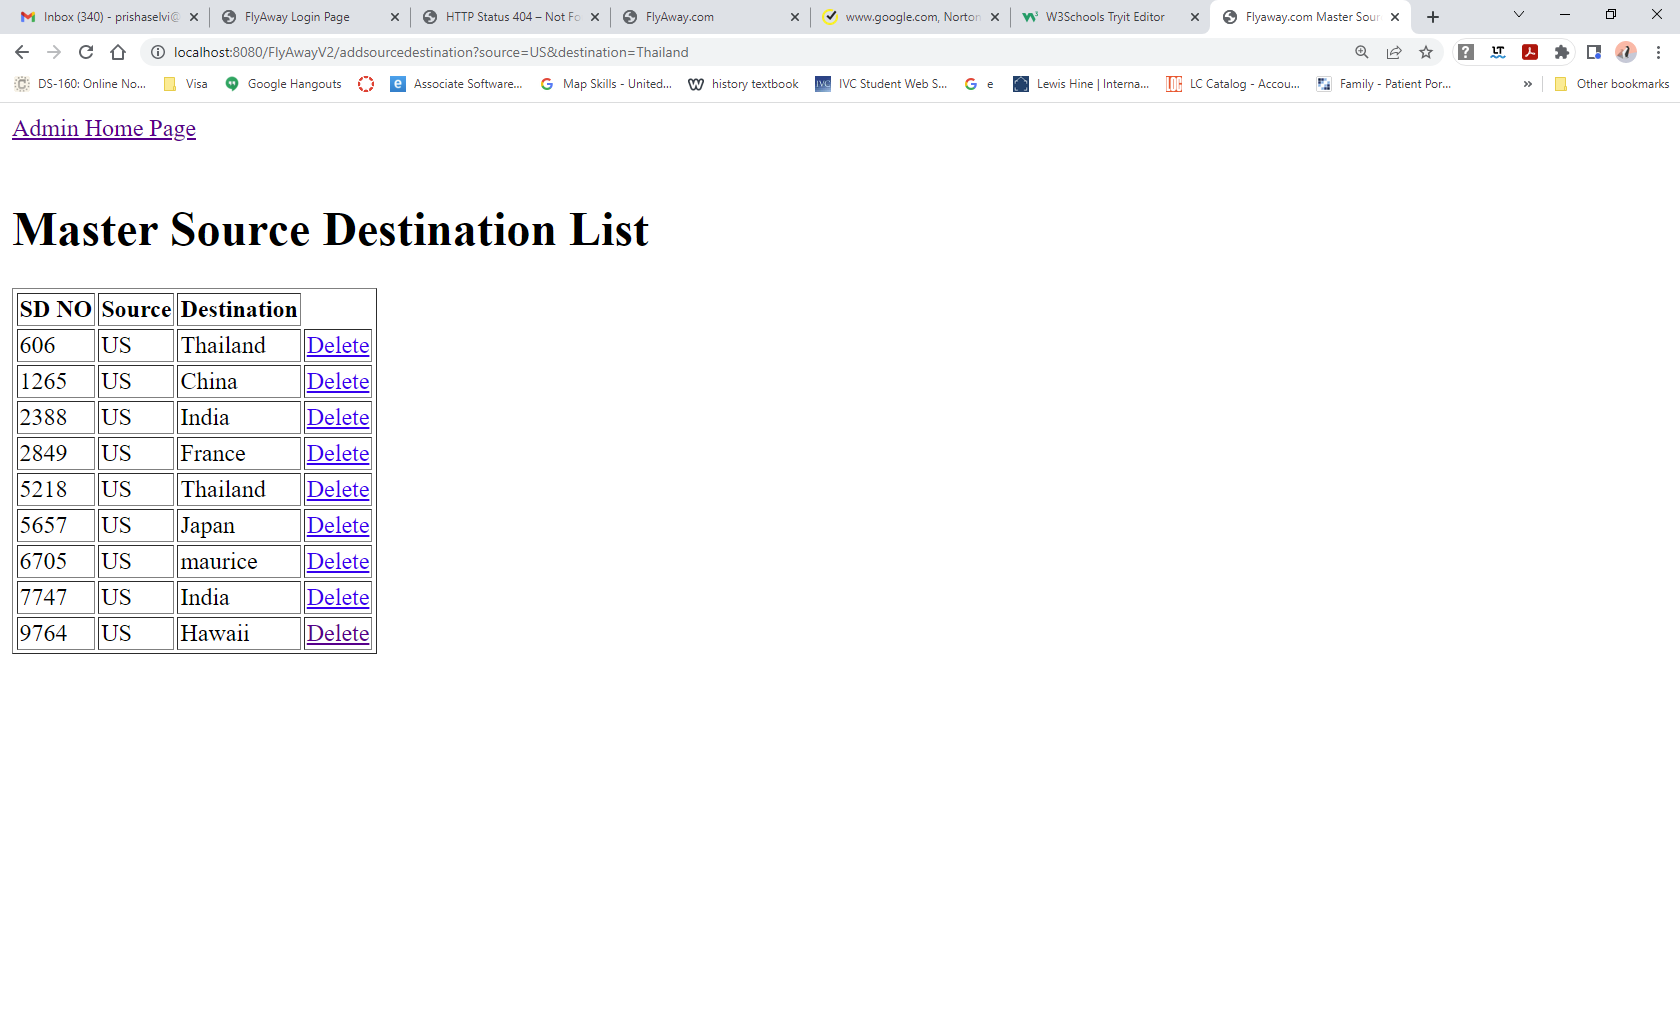 Inbox (340) - prishaselvi@ FlyAway Login Page HTTP Status 404 – Not Fo FlyAway.com www.google.com, Norton W3Schools Tryit Editor Flyaway.com Master Sour
localhost:8080/FlyAwayV2/addsourcedestination?source=US&destination=Thailand
DS-160: Online No... Visa Google Hangouts Associate Software... Map Skills - United... history textbook IVC Student Web S... e Lewis Hine | Interna... LC Catalog - Accou... Family - Patient Por... » Other bookmarks
Admin Home Page
Master Source Destination List
SD NO Source Destination
606 US Thailand Delete
1265 US China Delete
2388 US India Delete
2849 US France Delete
5218 US Thailand Delete
5657 US Japan Delete
6705 US maurice Delete
7747 US India Delete
9764 US Hawaii Delete